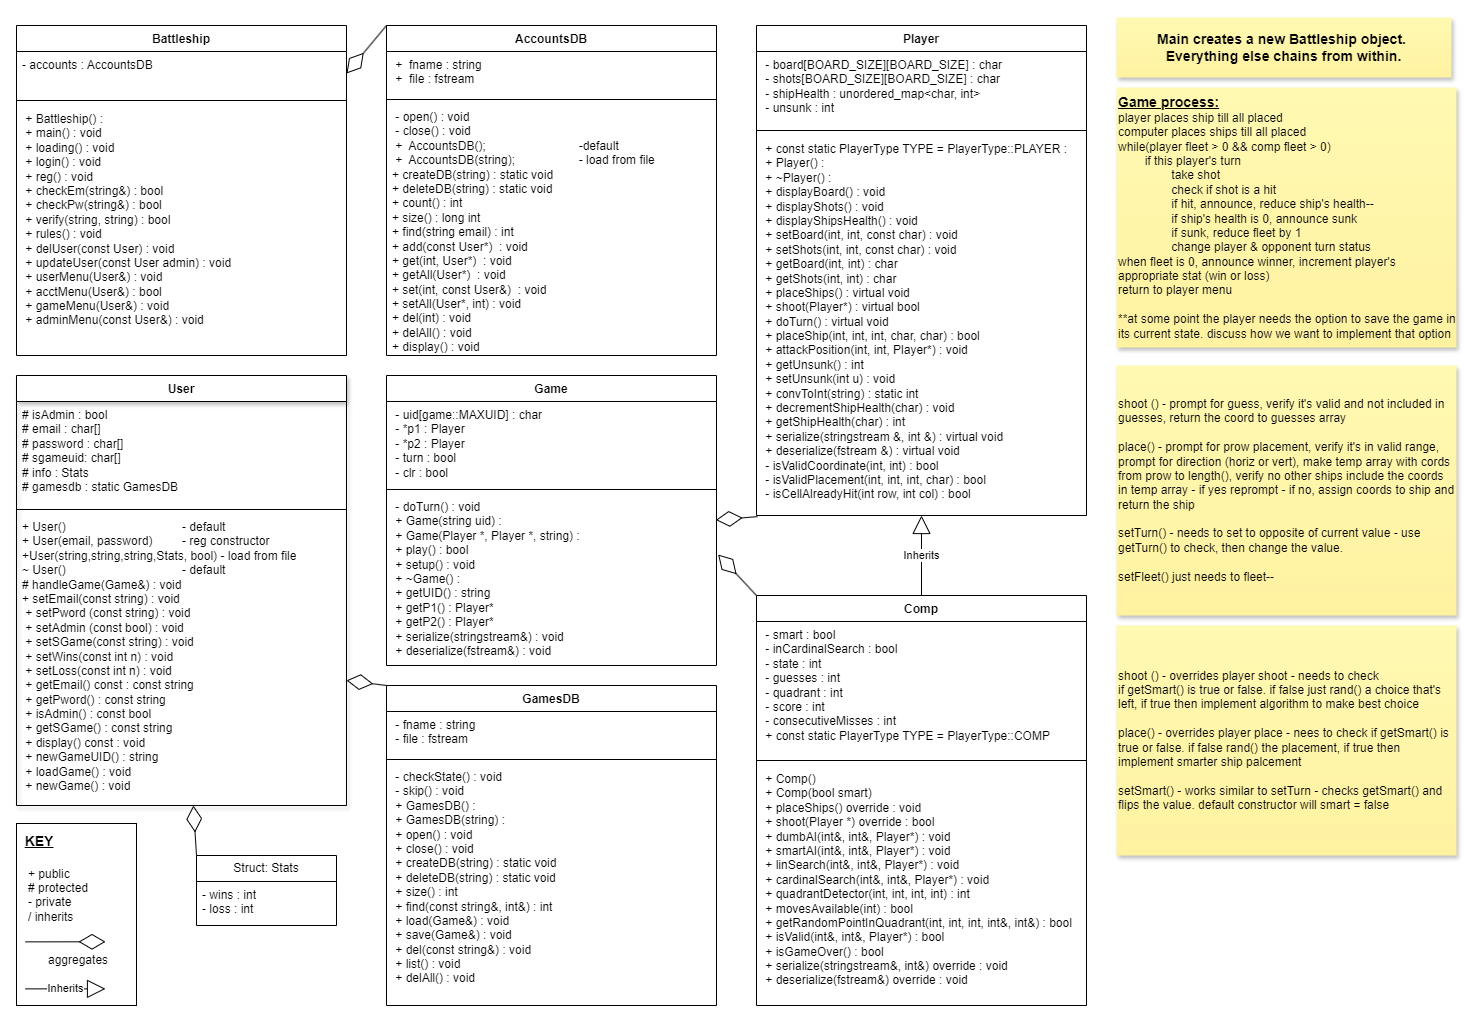 Battleship
- accounts : AccountsDB
+ Battleship() :
+ main() : void
+ loading() : void
+ login() : void
+ reg() : void
+ checkEm(string&) : bool
+ checkPw(string&) : bool
+ verify(string, string) : bool
+ rules() : void
+ delUser(const User) : void
+ updateUser(const User admin) : void
+ userMenu(User&) : void
+ acctMenu(User&) : bool
+ gameMenu(User&) : void
+ adminMenu(const User&) : void
AccountsDB
+ fname : string
+ file : fstream
- open() : void
- close() : void
+ AccountsDB(); -default
+ AccountsDB(string); - load from file
+ createDB(string) : static void
+ deleteDB(string) : static void
+ count() : int
+ size() : long int
+ find(string email) : int
+ add(const User*) : void
+ get(int, User*) : void
+ getAll(User*) : void
+ set(int, const User&) : void
+ setAll(User*, int) : void
+ del(int) : void
+ delAll() : void
+ display() : void
Player
- board[BOARD_SIZE][BOARD_SIZE] : char
- shots[BOARD_SIZE][BOARD_SIZE] : char
- shipHealth : unordered_map<char, int>
- unsunk : int
+ const static PlayerType TYPE = PlayerType::PLAYER :
+ Player() :
+ ~Player() :
+ displayBoard() : void
+ displayShots() : void
+ displayShipsHealth() : void
+ setBoard(int, int, const char) : void
+ setShots(int, int, const char) : void
+ getBoard(int, int) : char
+ getShots(int, int) : char
+ placeShips() : virtual void
+ shoot(Player*) : virtual bool
+ doTurn() : virtual void
+ placeShip(int, int, int, char, char) : bool
+ attackPosition(int, int, Player*) : void
+ getUnsunk() : int
+ setUnsunk(int u) : void
+ convToInt(string) : static int
+ decrementShipHealth(char) : void
+ getShipHealth(char) : int
+ serialize(stringstream &, int &) : virtual void
+ deserialize(fstream &) : virtual void
- isValidCoordinate(int, int) : bool
- isValidPlacement(int, int, int, char) : bool
- isCellAlreadyHit(int row, int col) : bool
Main creates a new Battleship object.
Everything else chains from within.
Game process:
player places ship till all placed
computer places ships till all placed
while(player fleet > 0 && comp fleet > 0)
if this player's turn
take shot
check if shot is a hit
if hit, announce, reduce ship's health--
if ship's health is 0, announce sunk
if sunk, reduce fleet by 1
change player & opponent turn status
when fleet is 0, announce winner, increment player's
appropriate stat (win or loss)
return to player menu
**at some point the player needs the option to save the game in
its current state. discuss how we want to implement that option
User
# isAdmin : bool
# email : char[]
# password : char[]
# sgameuid: char[]
# info : Stats
# gamesdb : static GamesDB
+ User() - default
+ User(email, password) - reg constructor
+User(string,string,string,Stats, bool) - load from file
~ User() - default
# handleGame(Game&) : void
+ setEmail(const string) : void
+ setPword (const string) : void
+ setAdmin (const bool) : void
+ setSGame(const string) : void
+ setWins(const int n) : void
+ setLoss(const int n) : void
+ getEmail() const : const string
+ getPword() : const string
+ isAdmin() : const bool
+ getSGame() : const string
+ display() const : void
+ newGameUID() : string
+ loadGame() : void
+ newGame() : void
Game
- uid[game::MAXUID] : char
- *p1 : Player
- *p2 : Player
- turn : bool
- clr : bool
- doTurn() : void
+ Game(string uid) :
+ Game(Player *, Player *, string) :
+ play() : bool
+ setup() : void
+ ~Game() :
+ getUID() : string
+ getP1() : Player*
+ getP2() : Player*
+ serialize(stringstream&) : void
+ deserialize(fstream&) : void
Inherits
shoot () - prompt for guess, verify it's valid and not included in
guesses, return the coord to guesses array
place() - prompt for prow placement, verify it's in valid range,
prompt for direction (horiz or vert), make temp array with cords
from prow to length(), verify no other ships include the coords
in temp array - if yes reprompt - if no, assign coords to ship and
return the ship
setTurn() - needs to set to opposite of current value - use
getTurn() to check, then change the value.
setFleet() just needs to fleet--
GamesDB
- fname : string
- file : fstream
- checkState() : void
- skip() : void
+ GamesDB() :
+ GamesDB(string) :
+ open() : void
+ close() : void
+ createDB(string) : static void
+ deleteDB(string) : static void
+ size() : int
+ find(const string&, int&) : int
+ load(Game&) : void
+ save(Game&) : void
+ del(const string&) : void
+ list() : void
+ delAll() : void
Comp
- smart : bool
- inCardinalSearch : bool
- state : int
- guesses : int
- quadrant : int
- score : int
- consecutiveMisses : int
+ const static PlayerType TYPE = PlayerType::COMP
+ Comp()
+ Comp(bool smart)
+ placeShips() override : void
+ shoot(Player *) override : bool
+ dumbAI(int&, int&, Player*) : void
+ smartAI(int&, int&, Player*) : void
+ linSearch(int&, int&, Player*) : void
+ cardinalSearch(int&, int&, Player*) : void
+ quadrantDetector(int, int, int, int) : int
+ movesAvailable(int) : bool
+ getRandomPointInQuadrant(int, int, int, int&, int&) : bool
+ isValid(int&, int&, Player*) : bool
+ isGameOver() : bool
+ serialize(stringstream&, int&) override : void
+ deserialize(fstream&) override : void
shoot () - overrides player shoot - needs to check
if getSmart() is true or false. if false just rand() a choice that's
left, if true then implement algorithm to make best choice
place() - overrides player place - nees to check if getSmart() is
true or false. if false rand() the placement, if true then
implement smarter ship palcement
setSmart() - works similar to setTurn - checks getSmart() and
flips the value. default constructor will smart = false
KEY
+ public
# protected
- private
/ inherits
aggregates
Inherits
Struct: Stats
- wins : int
- loss : int